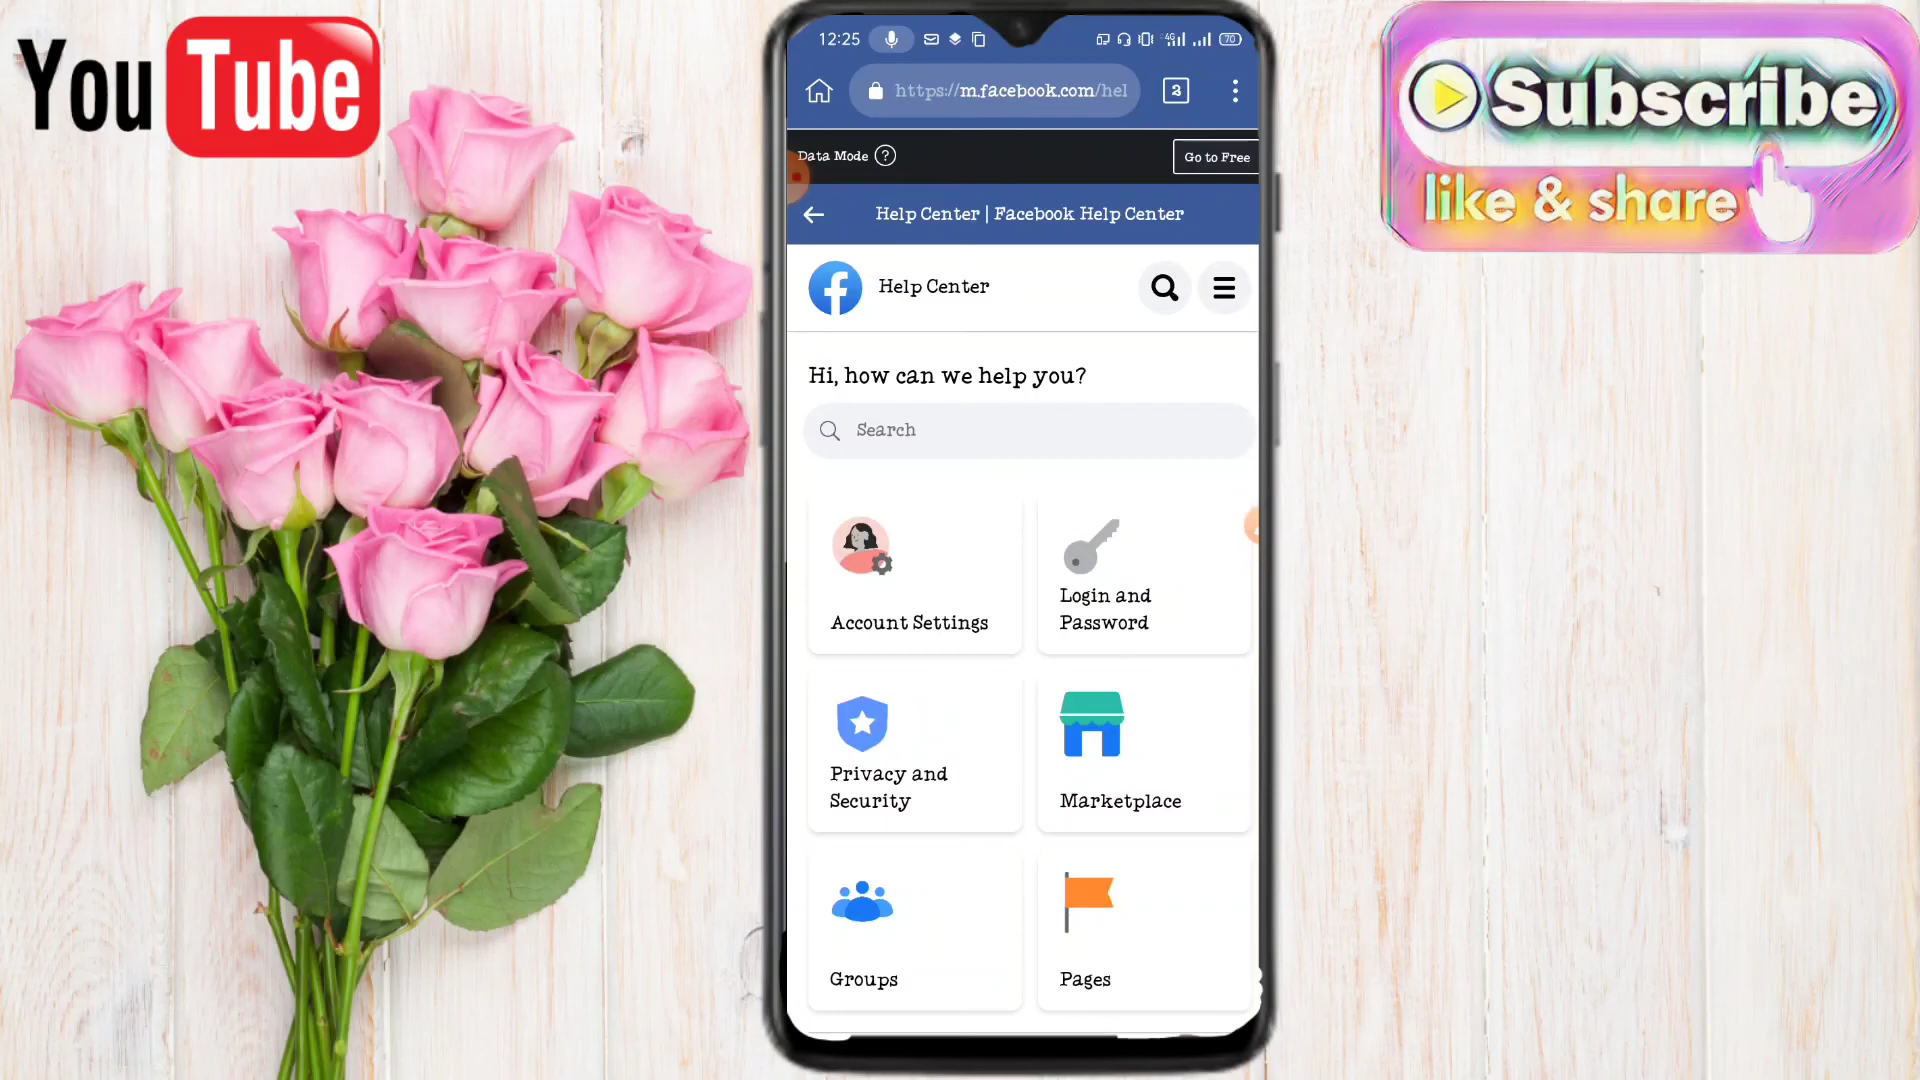 YouTube
Subscribe
like & share
12:25
4G
70
https://m.facebook.com/hel
2
Data Mode ?
Go to Free
Help Center | Facebook Help Center
Help Center
Hi, how can we help you?
Search
Account Settings
Login and
Password
Privacy and
Security
Marketplace
Groups
Pages